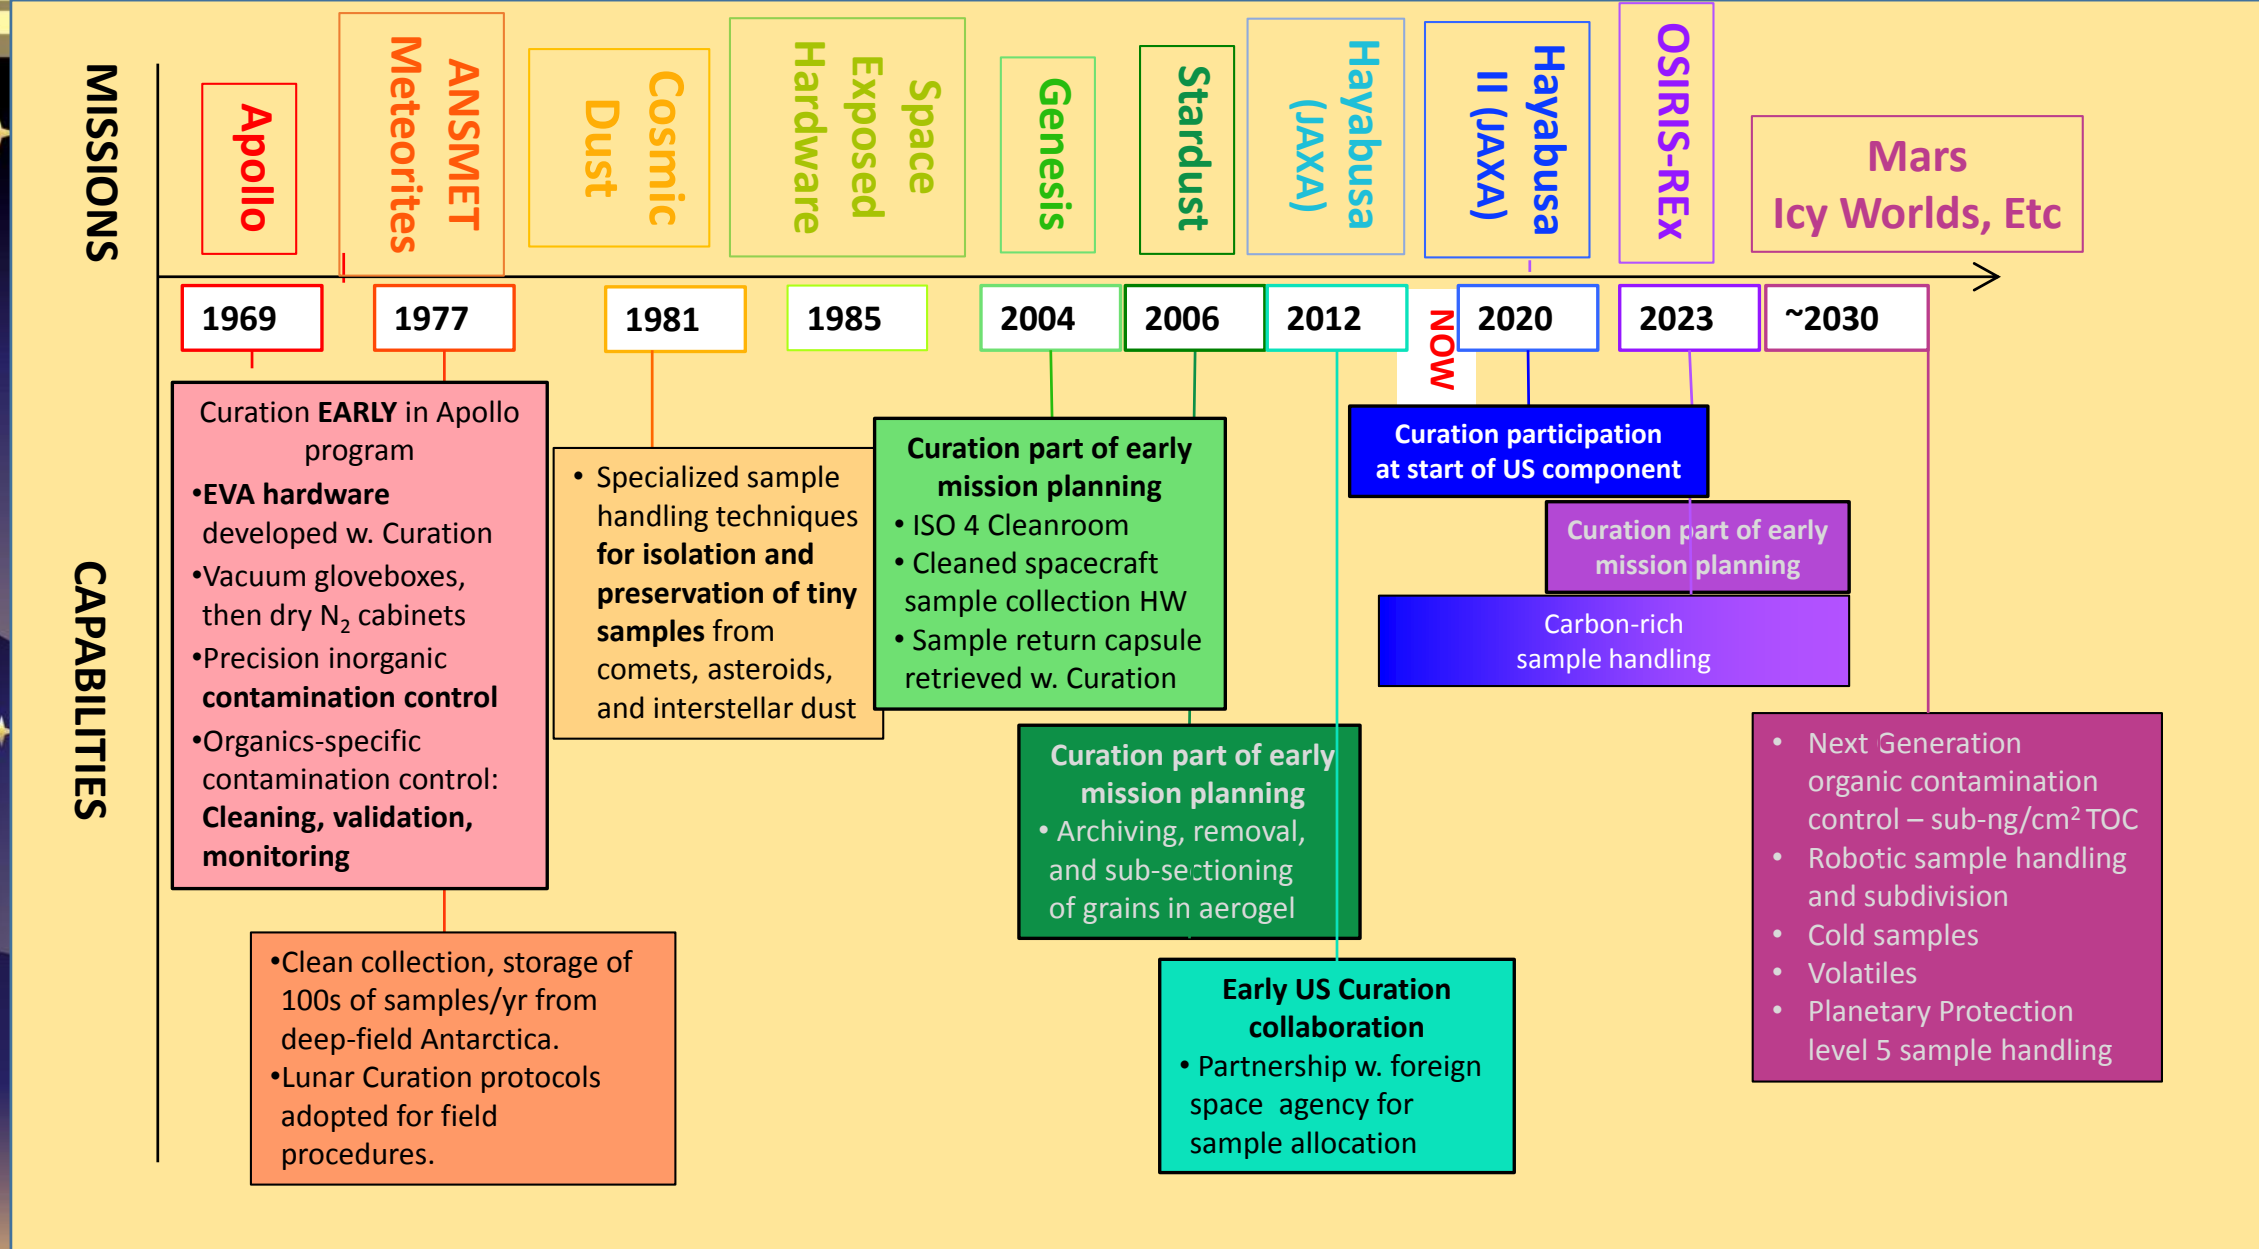 MISSIONS
Apollo
ANSMET
Meteorites
Cosmic
Dust
Space
Exposed
Hardware
Genesis
Stardust
Hayabusa
(JAXA)
Hayabusa
II (JAXA)
OSIRIS-REx
Mars
Icy Worlds, Etc
1969
1977
1981
1985
2004
2006
2012
NOW
2020
2023
~2030
CAPABILITIES
Curation EARLY in Apollo
program
•EVA hardware
developed w. Curation
•Vacuum gloveboxes,
then dry N₂ cabinets
•Precision inorganic
contamination control
•Organics-specific
contamination control:
Cleaning, validation,
monitoring
•Clean collection, storage of
100s of samples/yr from
deep-field Antarctica.
•Lunar Curation protocols
adopted for field
procedures.
• Specialized sample
handling techniques
for isolation and
preservation of tiny
samples from
comets, asteroids,
and interstellar dust
Curation part of early
mission planning
• ISO 4 Cleanroom
• Cleaned spacecraft
sample collection HW
• Sample return capsule
retrieved w. Curation
Curation part of early
mission planning
• Archiving, removal,
and sub-sectioning
of grains in aerogel
Early US Curation
collaboration
• Partnership w. foreign
space agency for
sample allocation
Curation participation
at start of US component
Curation part of early
mission planning
Carbon-rich
sample handling
• Next Generation
organic contamination
control – sub-ng/cm² TOC
• Robotic sample handling
and subdivision
• Cold samples
• Volatiles
• Planetary Protection
level 5 sample handling